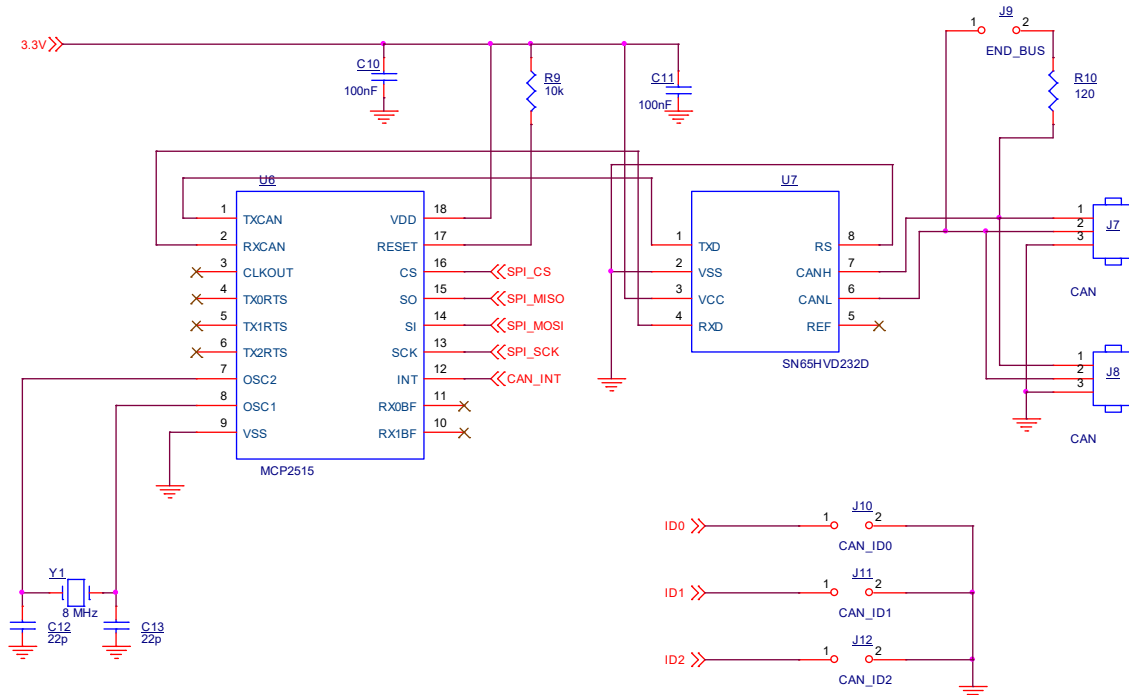 J9
1 2
END_BUS
3.3V
C10
100nF
R9
10k
C11
100nF
R10
120
U6
1 TXCAN VDD 18
2 RXCAN RESET 17
3 CLKOUT CS 16 SPI_CS
4 TX0RTS SO 15 SPI_MISO
5 TX1RTS SI 14 SPI_MOSI
6 TX2RTS SCK 13 SPI_SCK
7 OSC2 INT 12 CAN_INT
8 OSC1 RX0BF 11
9 VSS RX1BF 10
MCP2515
U7
1 TXD RS 8
2 VSS CANH 7
3 VCC CANL 6
4 RXD REF 5
SN65HVD232D
1
2
3
J7
CAN
1
2
3
J8
CAN
Y1
8 MHz
C12
22p
C13
22p
J10
ID0 1 2
CAN_ID0
J11
ID1 1 2
CAN_ID1
J12
ID2 1 2
CAN_ID2